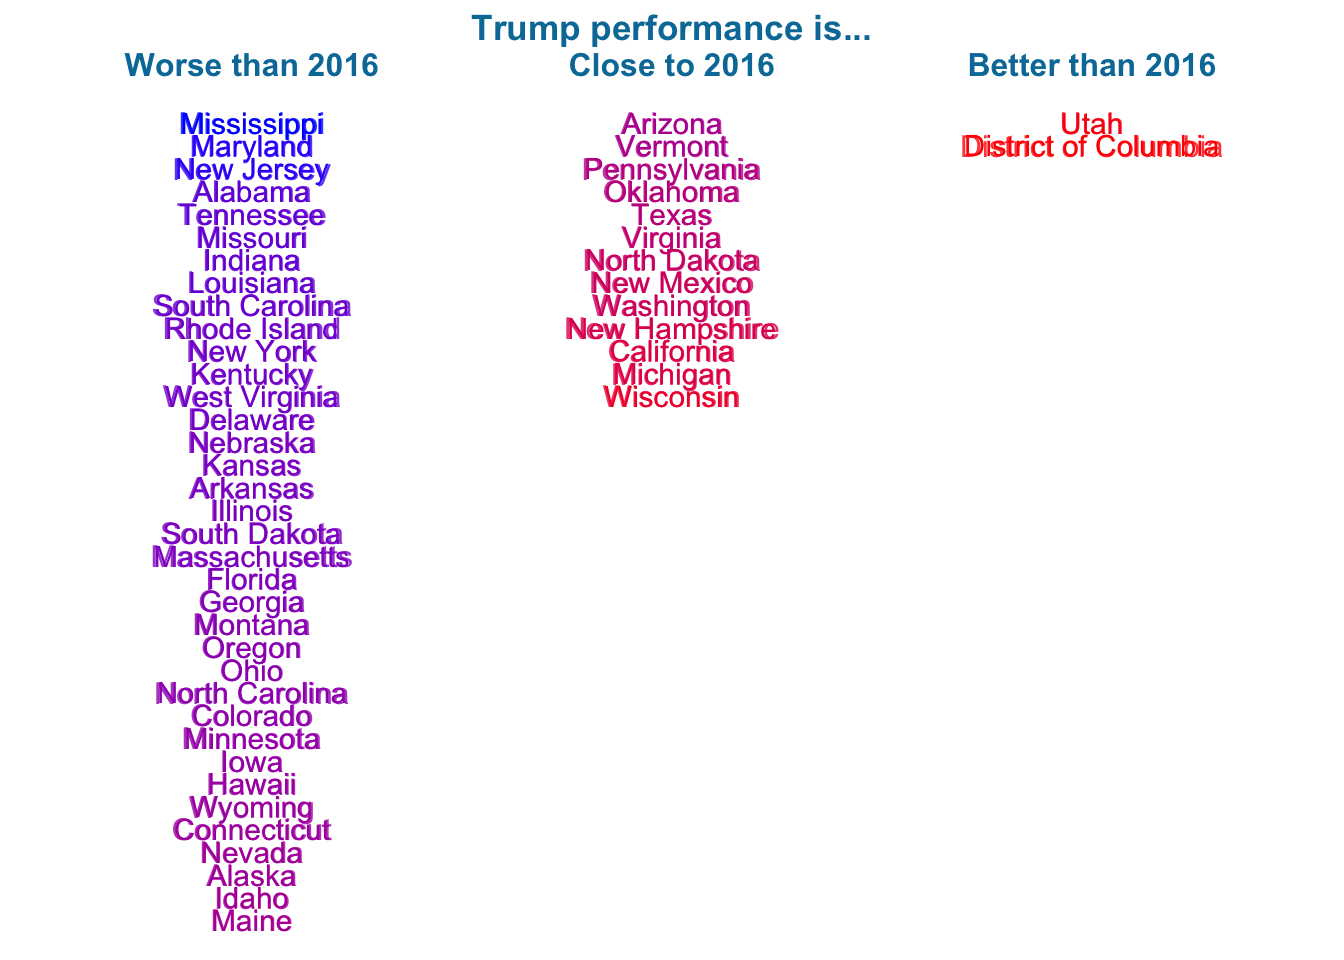 Trump performance is...
Worse than 2016
Mississippi
Maryland
New Jersey
Alabama
Tennessee
Missouri
Indiana
Louisiana
South Carolina
Rhode Island
New York
Kentucky
West Virginia
Delaware
Nebraska
Kansas
Arkansas
Illinois
South Dakota
Massachusetts
Florida
Georgia
Montana
Oregon
Ohio
North Carolina
Colorado
Minnesota
Iowa
Hawaii
Wyoming
Connecticut
Nevada
Alaska
Idaho
Maine
Close to 2016
Arizona
Vermont
Pennsylvania
Oklahoma
Texas
Virginia
North Dakota
New Mexico
Washington
New Hampshire
California
Michigan
Wisconsin
Better than 2016
Utah
District of Columbia